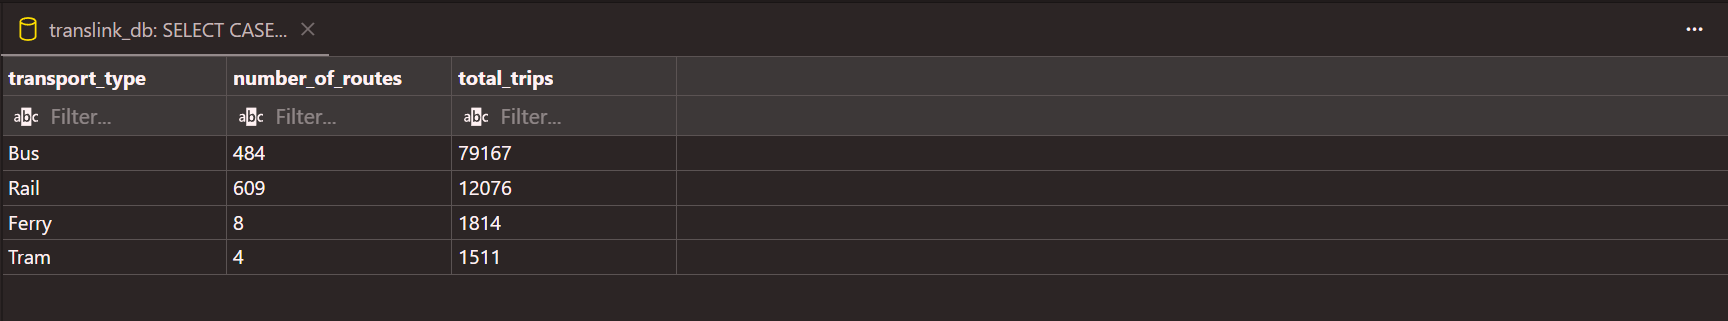 translink_db: SELECT CASE...
transport_type number_of_routes total_trips
abc Filter... abc Filter... abc Filter...
Bus 484 79167
Rail 609 12076
Ferry 8 1814
Tram 4 1511